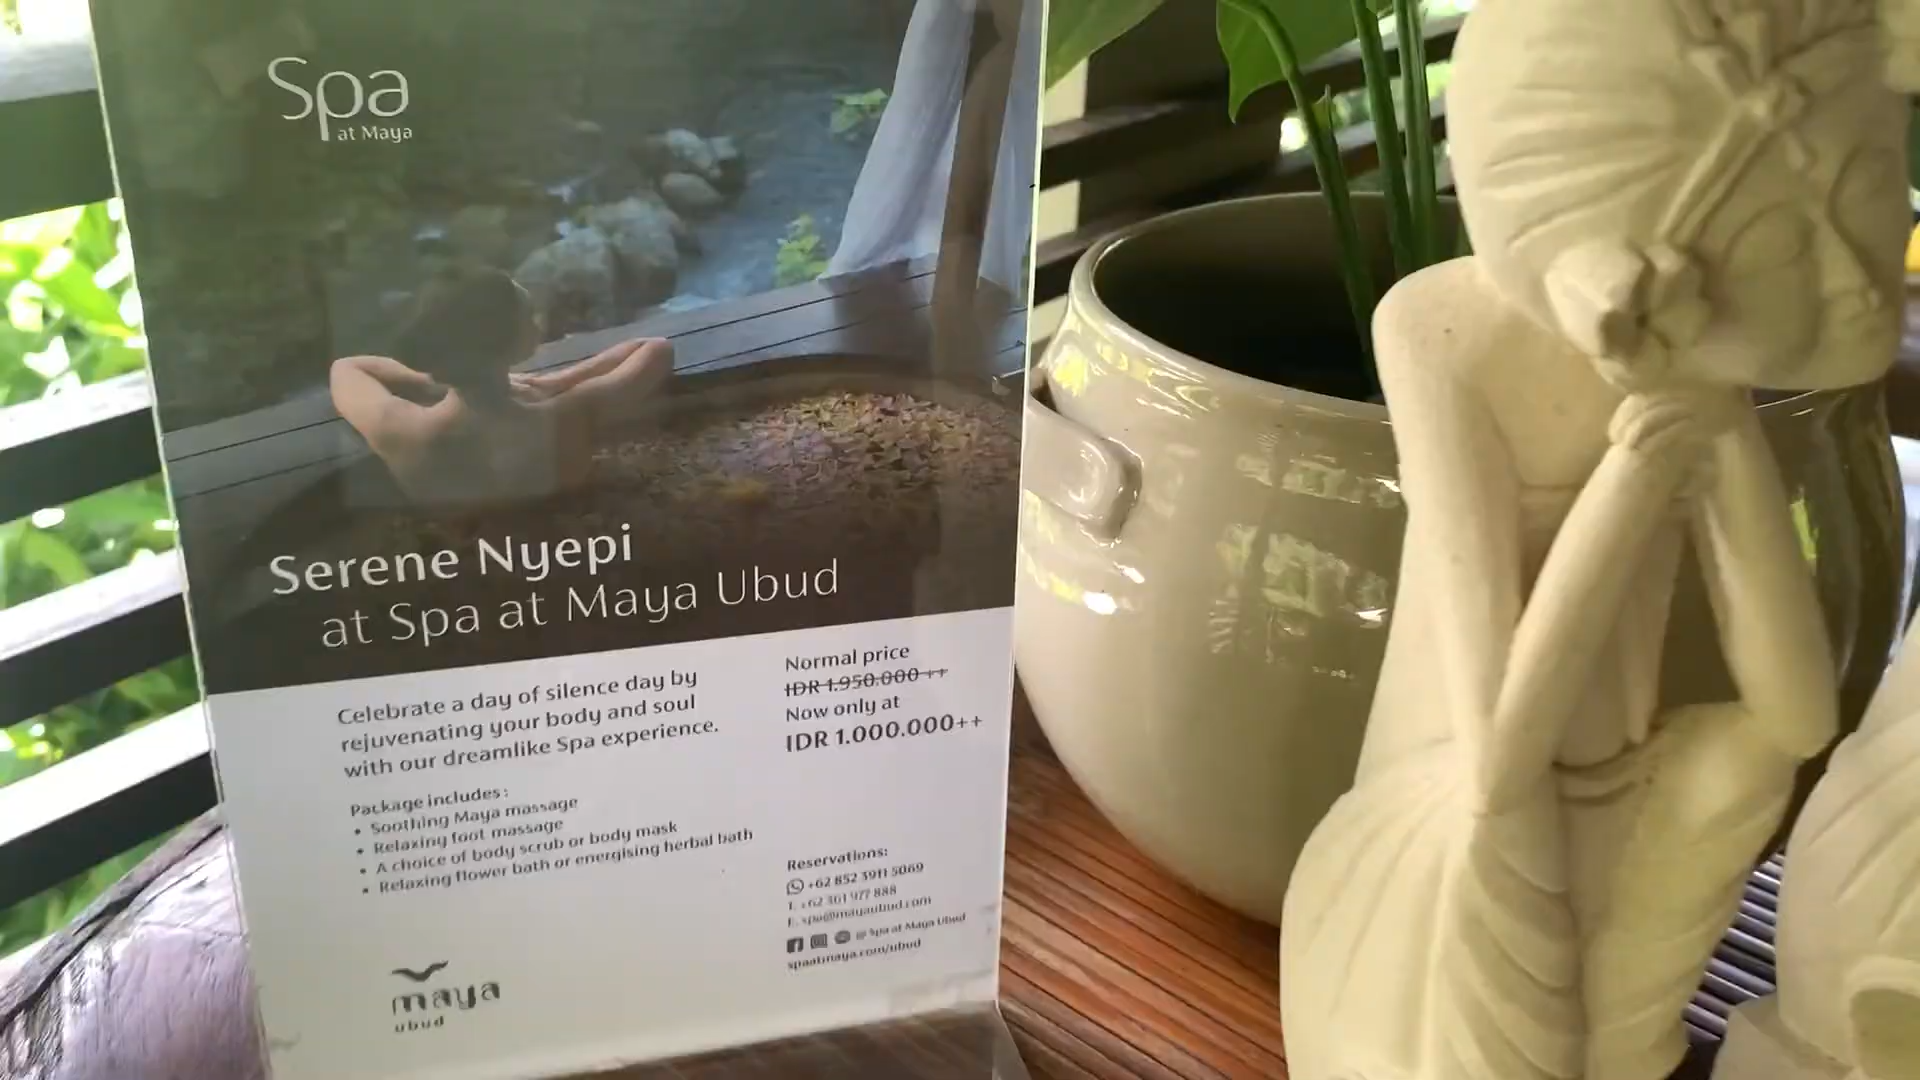 Spa
at Maya
Serene Nyepi
at Spa at Maya Ubud
Celebrate a day of silence day by
rejuvenating your body and soul
with our dreamlike Spa experience.
Package includes :
• Soothing Maya massage
• Relaxing foot massage
• A choice of body scrub or body mask
• Relaxing flower bath or energising herbal bath
Normal price
IDR 1.950.000 ++
Now only at
IDR 1.000.000++
Reservations:
+62 852 3911 5069
T. +62 361 977 888
E. spa@mayaubud.com
@ Spa at Maya Ubud
spaatmaya.com/ubud
maya
ubud